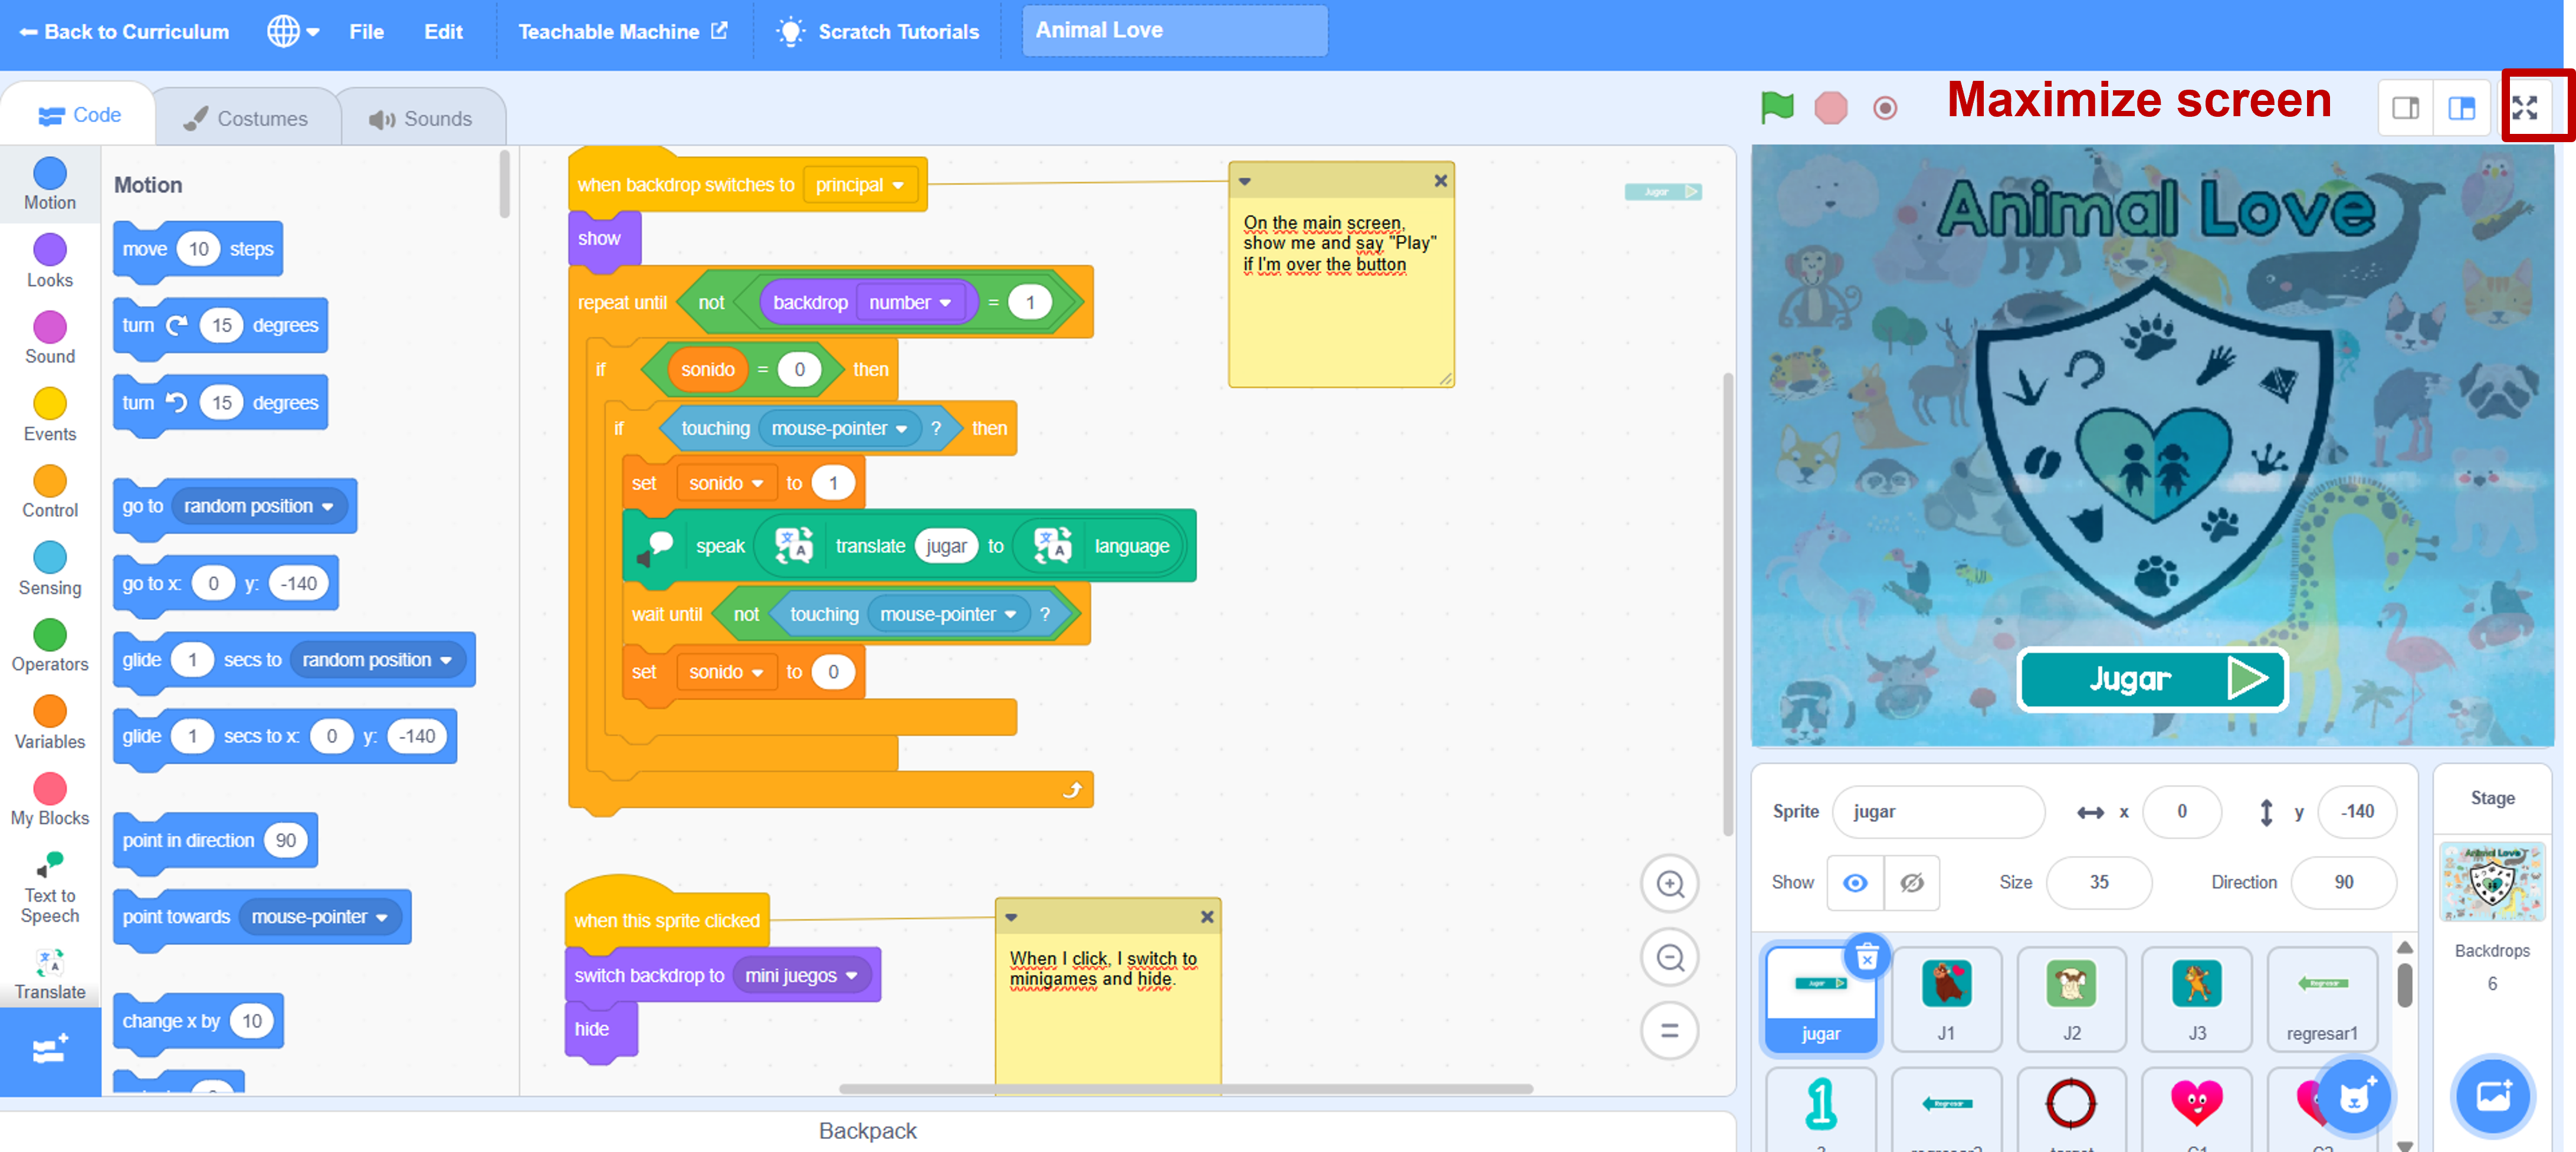 Back to Curriculum
File
Edit
Teachable Machine
Scratch Tutorials
Animal Love
Code
Costumes
Sounds
Maximize screen
Motion
Looks
Sound
Events
Control
Sensing
Operators
Variables
My Blocks
Text to
Speech
Translate
Motion
move 10 steps
turn 15 degrees
turn 15 degrees
go to random position
go to x: 0 y: -140
glide 1 secs to random position
glide 1 secs to x: 0 y: -140
point in direction 90
point towards mouse-pointer
change x by 10
when backdrop switches to principal
show
repeat until not backdrop number = 1
if sonido = 0 then
if touching mouse-pointer ? then
set sonido to 1
speak translate jugar to language
wait until not touching mouse-pointer ?
set sonido to 0
On the main screen,
show me and say "Play"
if I'm over the button
Jugar
when this sprite clicked
switch backdrop to mini juegos
hide
When I click, I switch to
minigames and hide.
Backpack
Animal Love
Jugar
Sprite jugar x 0 y -140
Show Size 35 Direction 90
Stage
Animal Love
Backdrops
6
Jugar
jugar
J1
J2
J3
Regresar
regresar1
1
Regresar